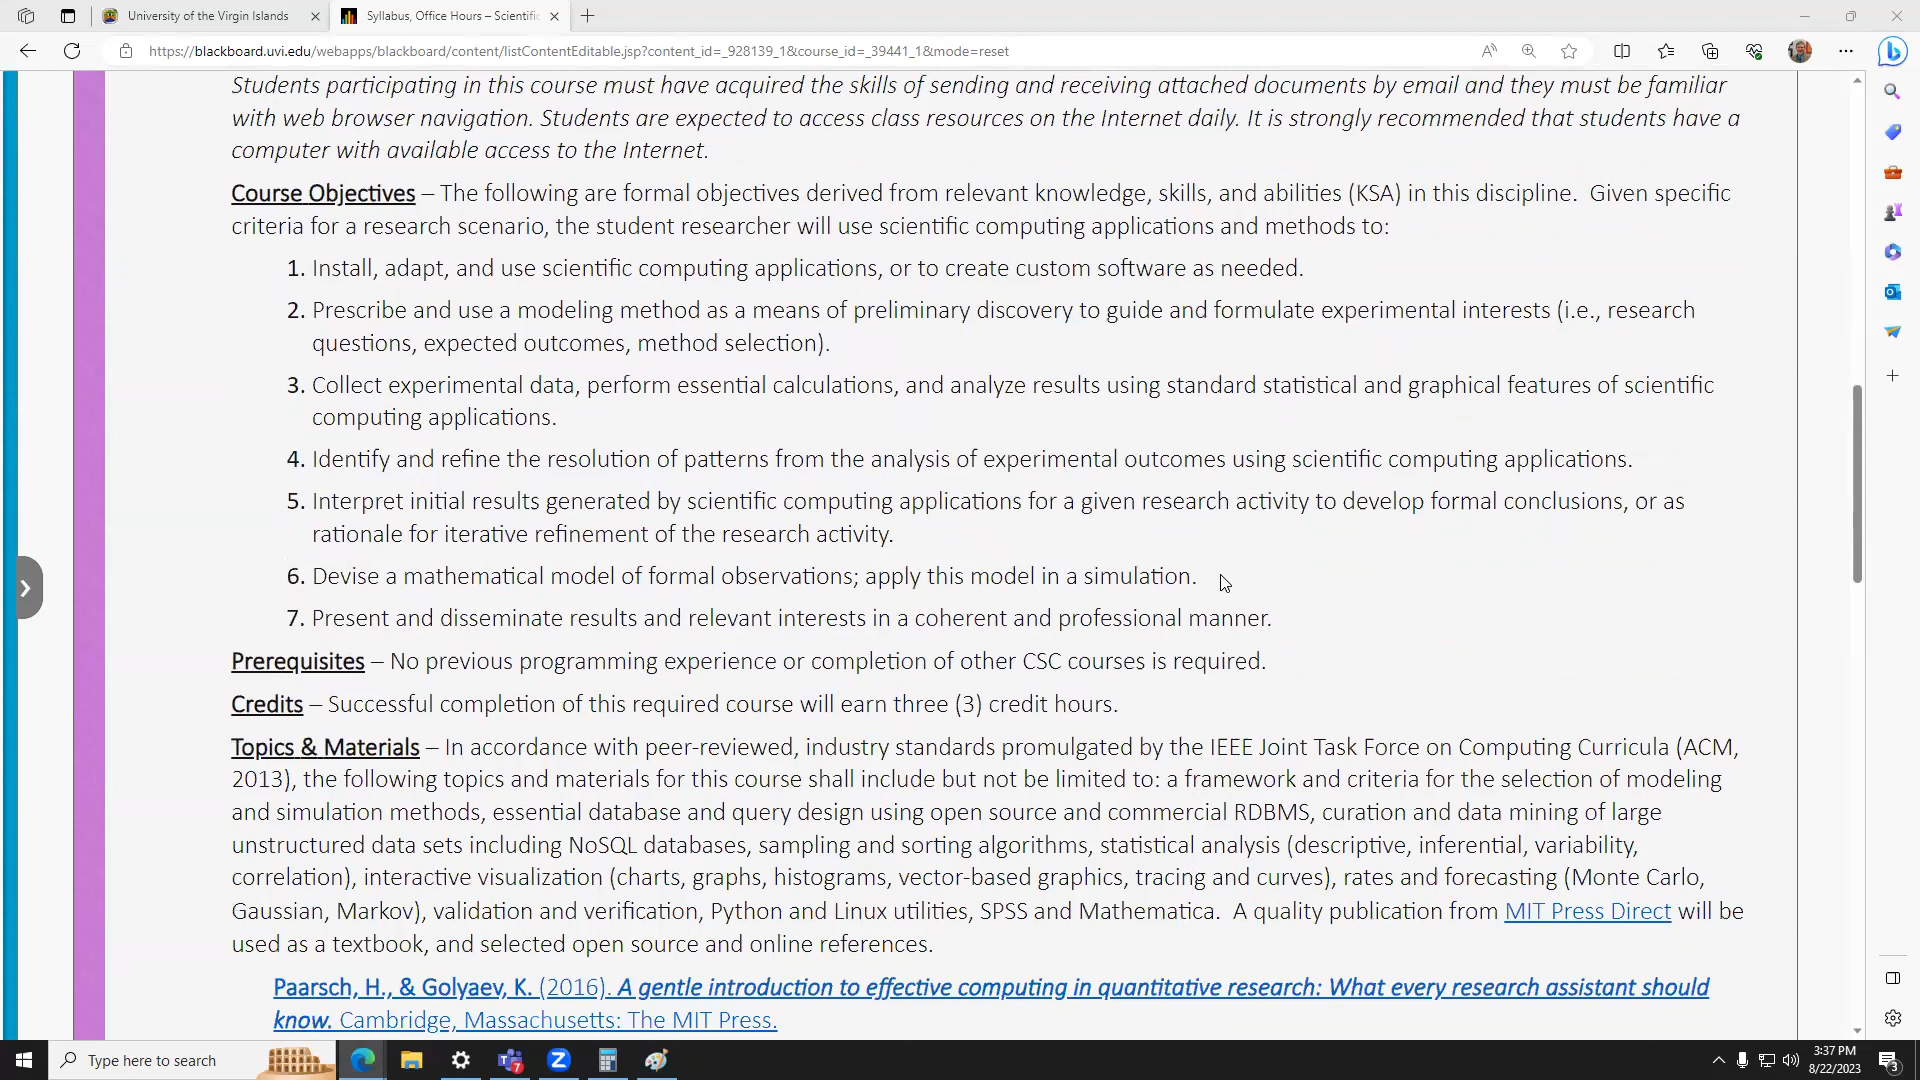 University of the Virgin Islands
Syllabus, Office Hours – Scientific
https://blackboard.uvi.edu/webapps/blackboard/content/listContentEditable.jsp?content_id=_928139_1&course_id=_39441_1&mode=reset
Students participating in this course must have acquired the skills of sending and receiving attached documents by email and they must be familiar
with web browser navigation. Students are expected to access class resources on the Internet daily. It is strongly recommended that students have a
computer with available access to the Internet.
Course Objectives – The following are formal objectives derived from relevant knowledge, skills, and abilities (KSA) in this discipline. Given specific
criteria for a research scenario, the student researcher will use scientific computing applications and methods to:
1. Install, adapt, and use scientific computing applications, or to create custom software as needed.
2. Prescribe and use a modeling method as a means of preliminary discovery to guide and formulate experimental interests (i.e., research
questions, expected outcomes, method selection).
3. Collect experimental data, perform essential calculations, and analyze results using standard statistical and graphical features of scientific
computing applications.
4. Identify and refine the resolution of patterns from the analysis of experimental outcomes using scientific computing applications.
5. Interpret initial results generated by scientific computing applications for a given research activity to develop formal conclusions, or as
rationale for iterative refinement of the research activity.
6. Devise a mathematical model of formal observations; apply this model in a simulation.
7. Present and disseminate results and relevant interests in a coherent and professional manner.
Prerequisites – No previous programming experience or completion of other CSC courses is required.
Credits – Successful completion of this required course will earn three (3) credit hours.
Topics & Materials – In accordance with peer-reviewed, industry standards promulgated by the IEEE Joint Task Force on Computing Curricula (ACM,
2013), the following topics and materials for this course shall include but not be limited to: a framework and criteria for the selection of modeling
and simulation methods, essential database and query design using open source and commercial RDBMS, curation and data mining of large
unstructured data sets including NoSQL databases, sampling and sorting algorithms, statistical analysis (descriptive, inferential, variability,
correlation), interactive visualization (charts, graphs, histograms, vector-based graphics, tracing and curves), rates and forecasting (Monte Carlo,
Gaussian, Markov), validation and verification, Python and Linux utilities, SPSS and Mathematica. A quality publication from MIT Press Direct will be
used as a textbook, and selected open source and online references.
Paarsch, H., & Golyaev, K. (2016). A gentle introduction to effective computing in quantitative research: What every research assistant should
know. Cambridge, Massachusetts: The MIT Press.
Type here to search
7
3:37 PM
8/22/2023
3